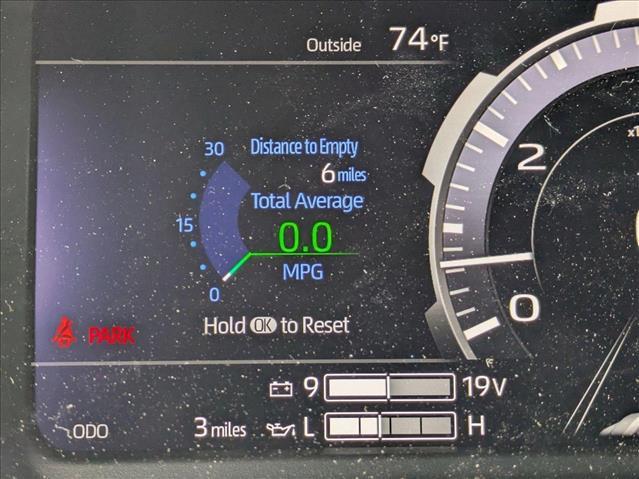 Outside 74°F
30 Distance to Empty
6 miles
Total Average
15 0.0
MPG
0
Hold OK to Reset
PARK
2
0
9 19V
ODO 3 miles L H